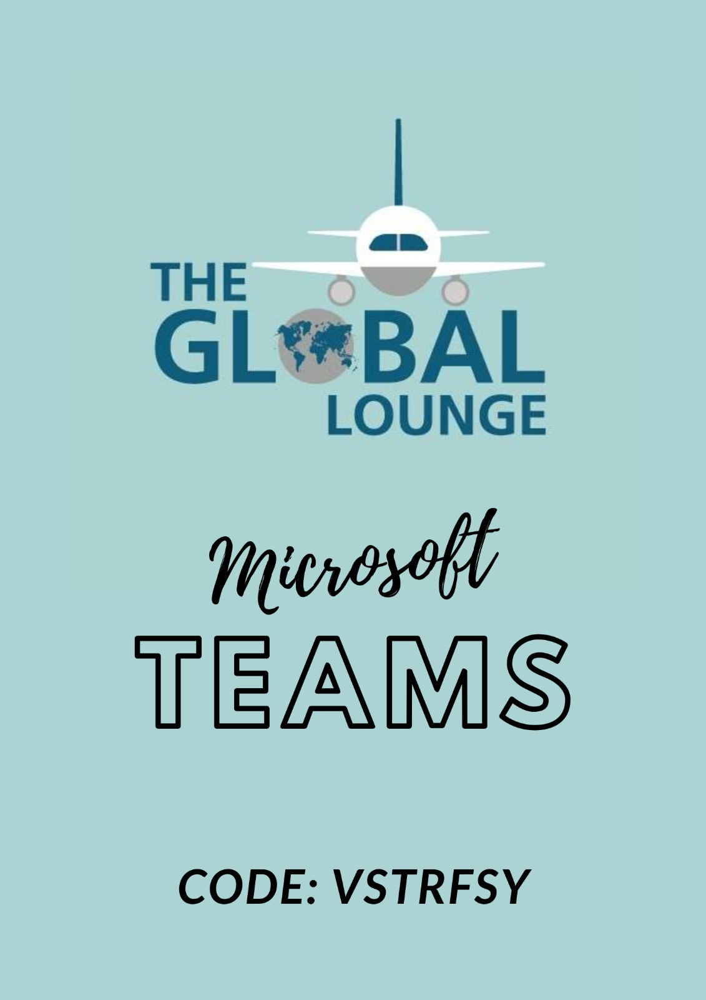 THE
GLOBAL
LOUNGE
Microsoft
TEAMS
CODE: VSTRFSY